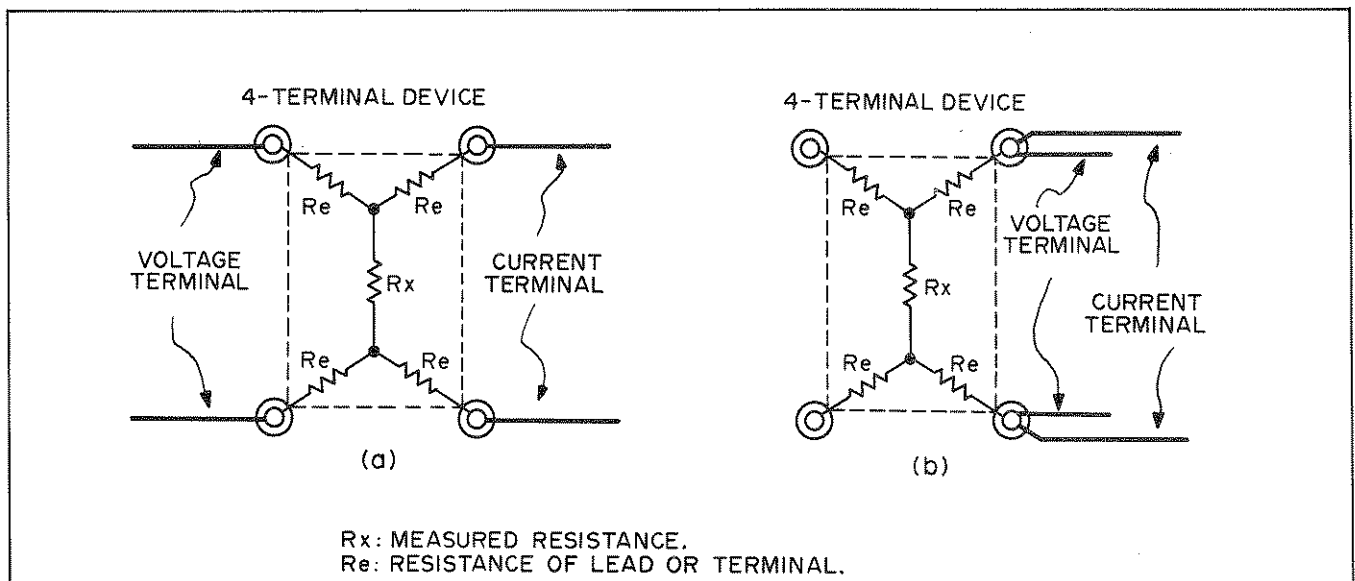 4-TERMINAL DEVICE
Re
Re
VOLTAGE
TERMINAL
Rx
CURRENT
TERMINAL
Re
Re
(a)
4-TERMINAL DEVICE
Re
Re
VOLTAGE
TERMINAL
Rx
CURRENT
TERMINAL
Re
Re
(b)
Rx: MEASURED RESISTANCE.
Re: RESISTANCE OF LEAD OR TERMINAL.